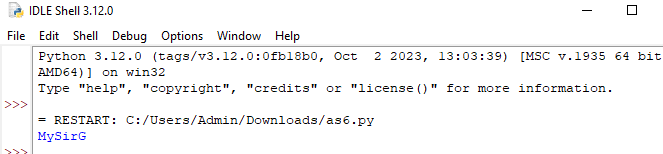 IDLE Shell 3.12.0
File Edit Shell Debug Options Window Help
Python 3.12.0 (tags/v3.12.0:0fb18b0, Oct  2 2023, 13:03:39) [MSC v.1935 64 bit
AMD64)] on win32
Type "help", "copyright", "credits" or "license()" for more information.
>>>
= RESTART: C:/Users/Admin/Downloads/as6.py
MySirG
>>>